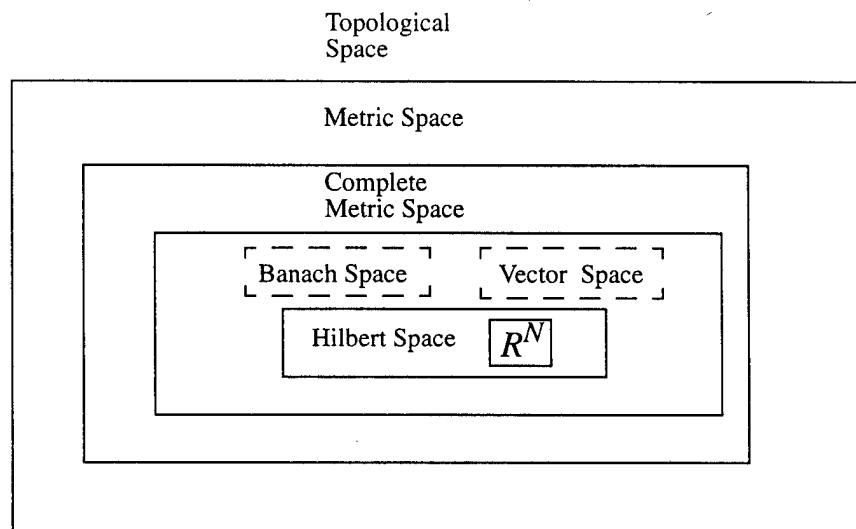 Topological
Space
Metric Space
Complete
Metric Space
Banach Space
Vector Space
Hilbert Space
R^N